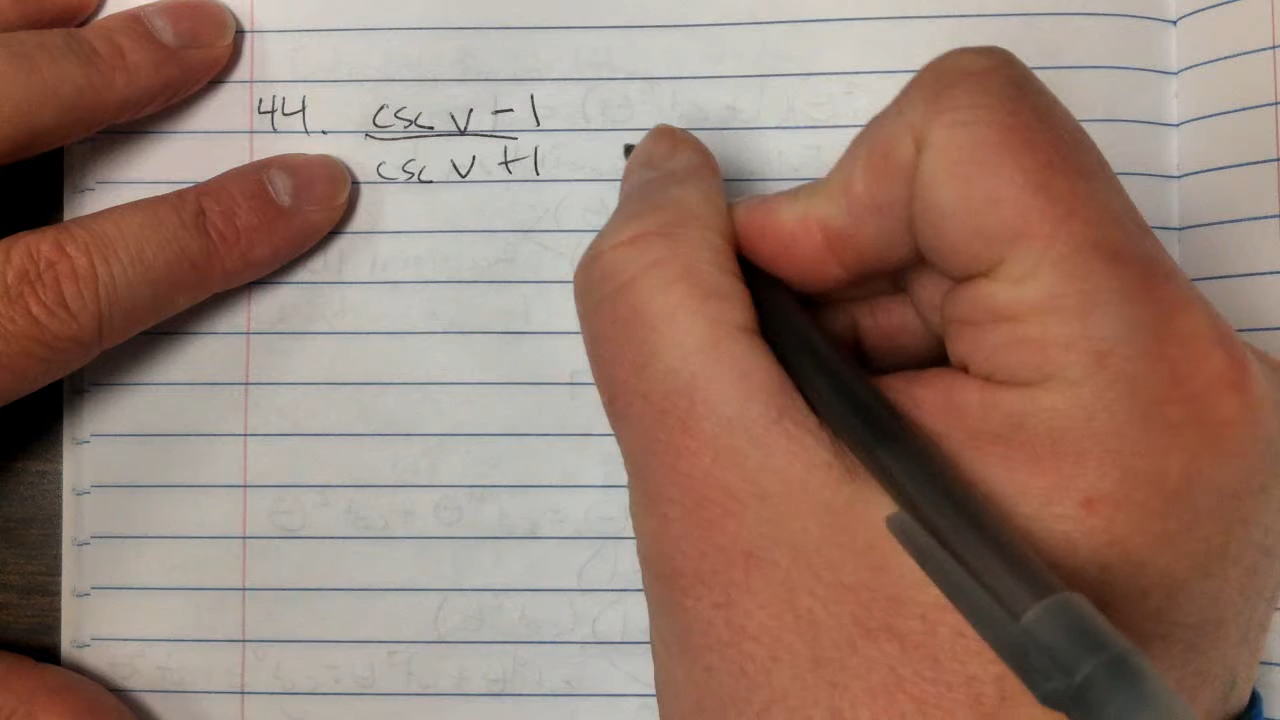 44. csc v - 1
csc v + 1